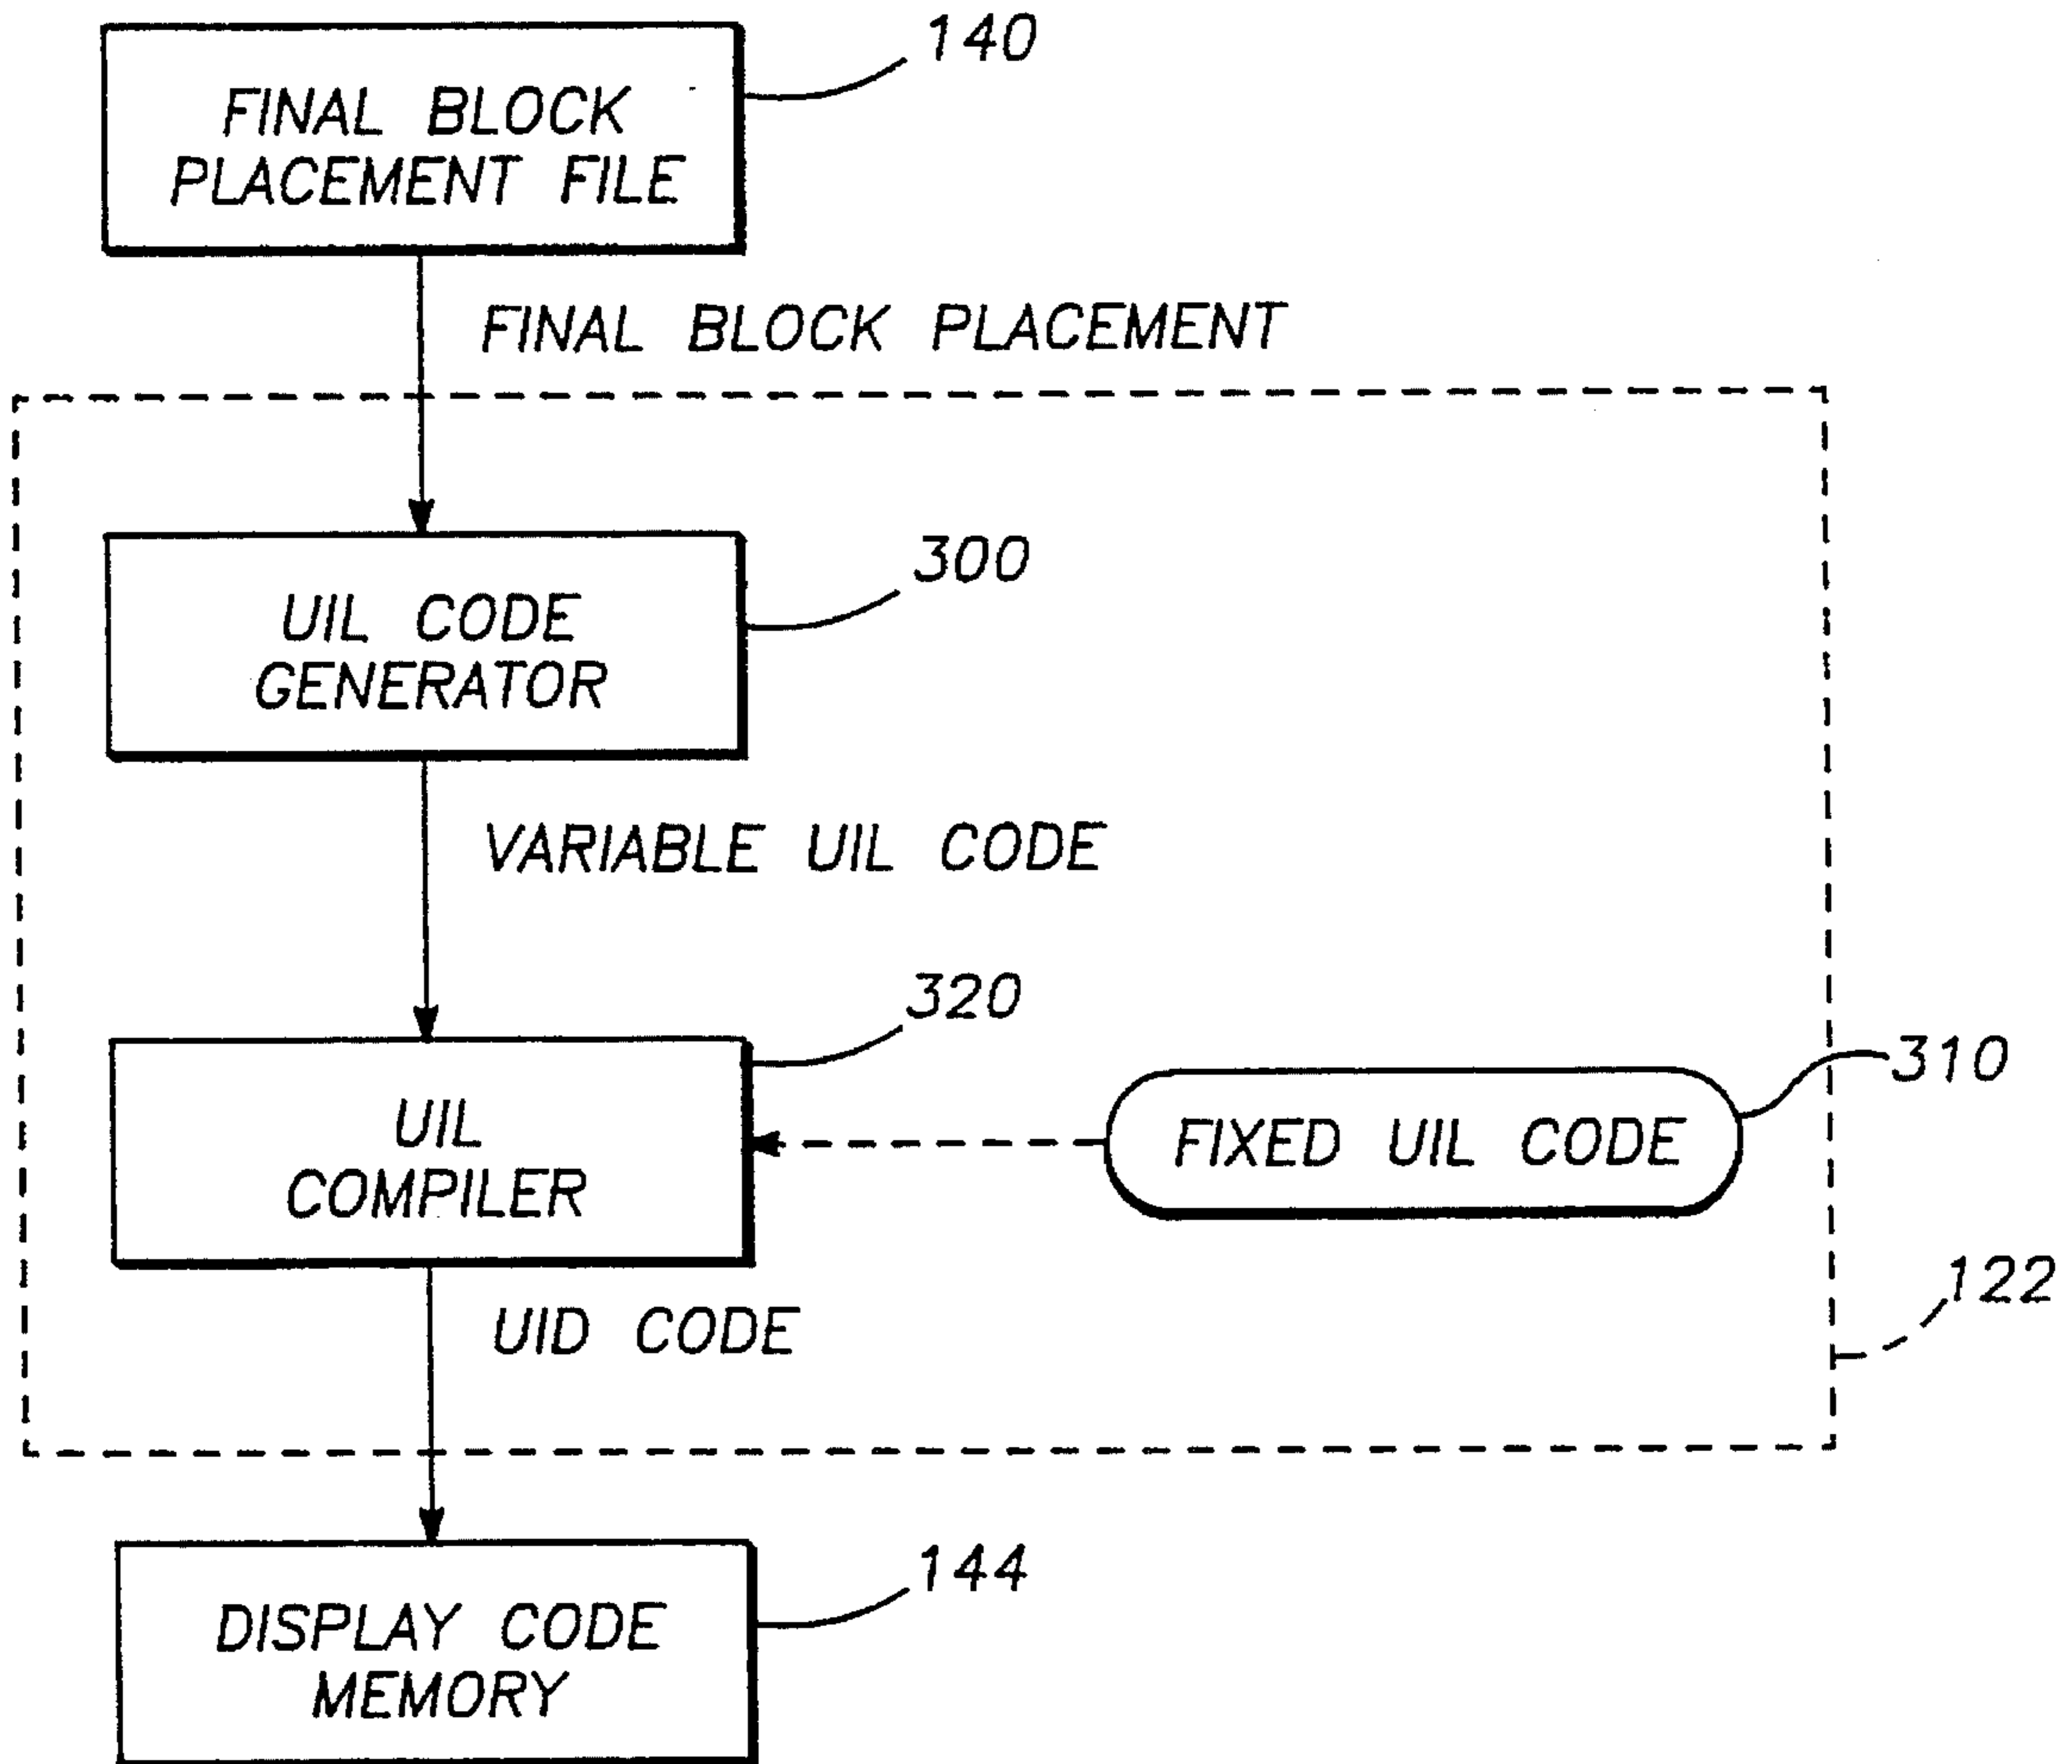 140
FINAL BLOCK
PLACEMENT FILE
FINAL BLOCK PLACEMENT
300
UIL CODE
GENERATOR
VARIABLE UIL CODE
320
UIL
COMPILER
310
FIXED UIL CODE
122
UID CODE
144
DISPLAY CODE
MEMORY